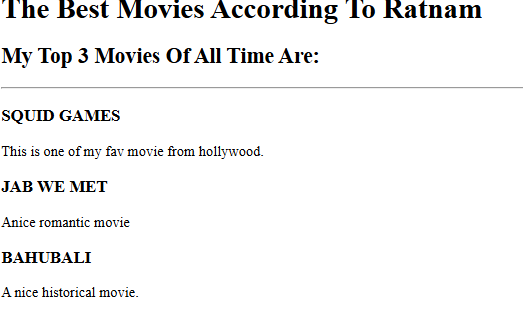 The Best Movies According To Ratnam
My Top 3 Movies Of All Time Are:
SQUID GAMES
This is one of my fav movie from hollywood.
JAB WE MET
Anice romantic movie
BAHUBALI
A nice historical movie.